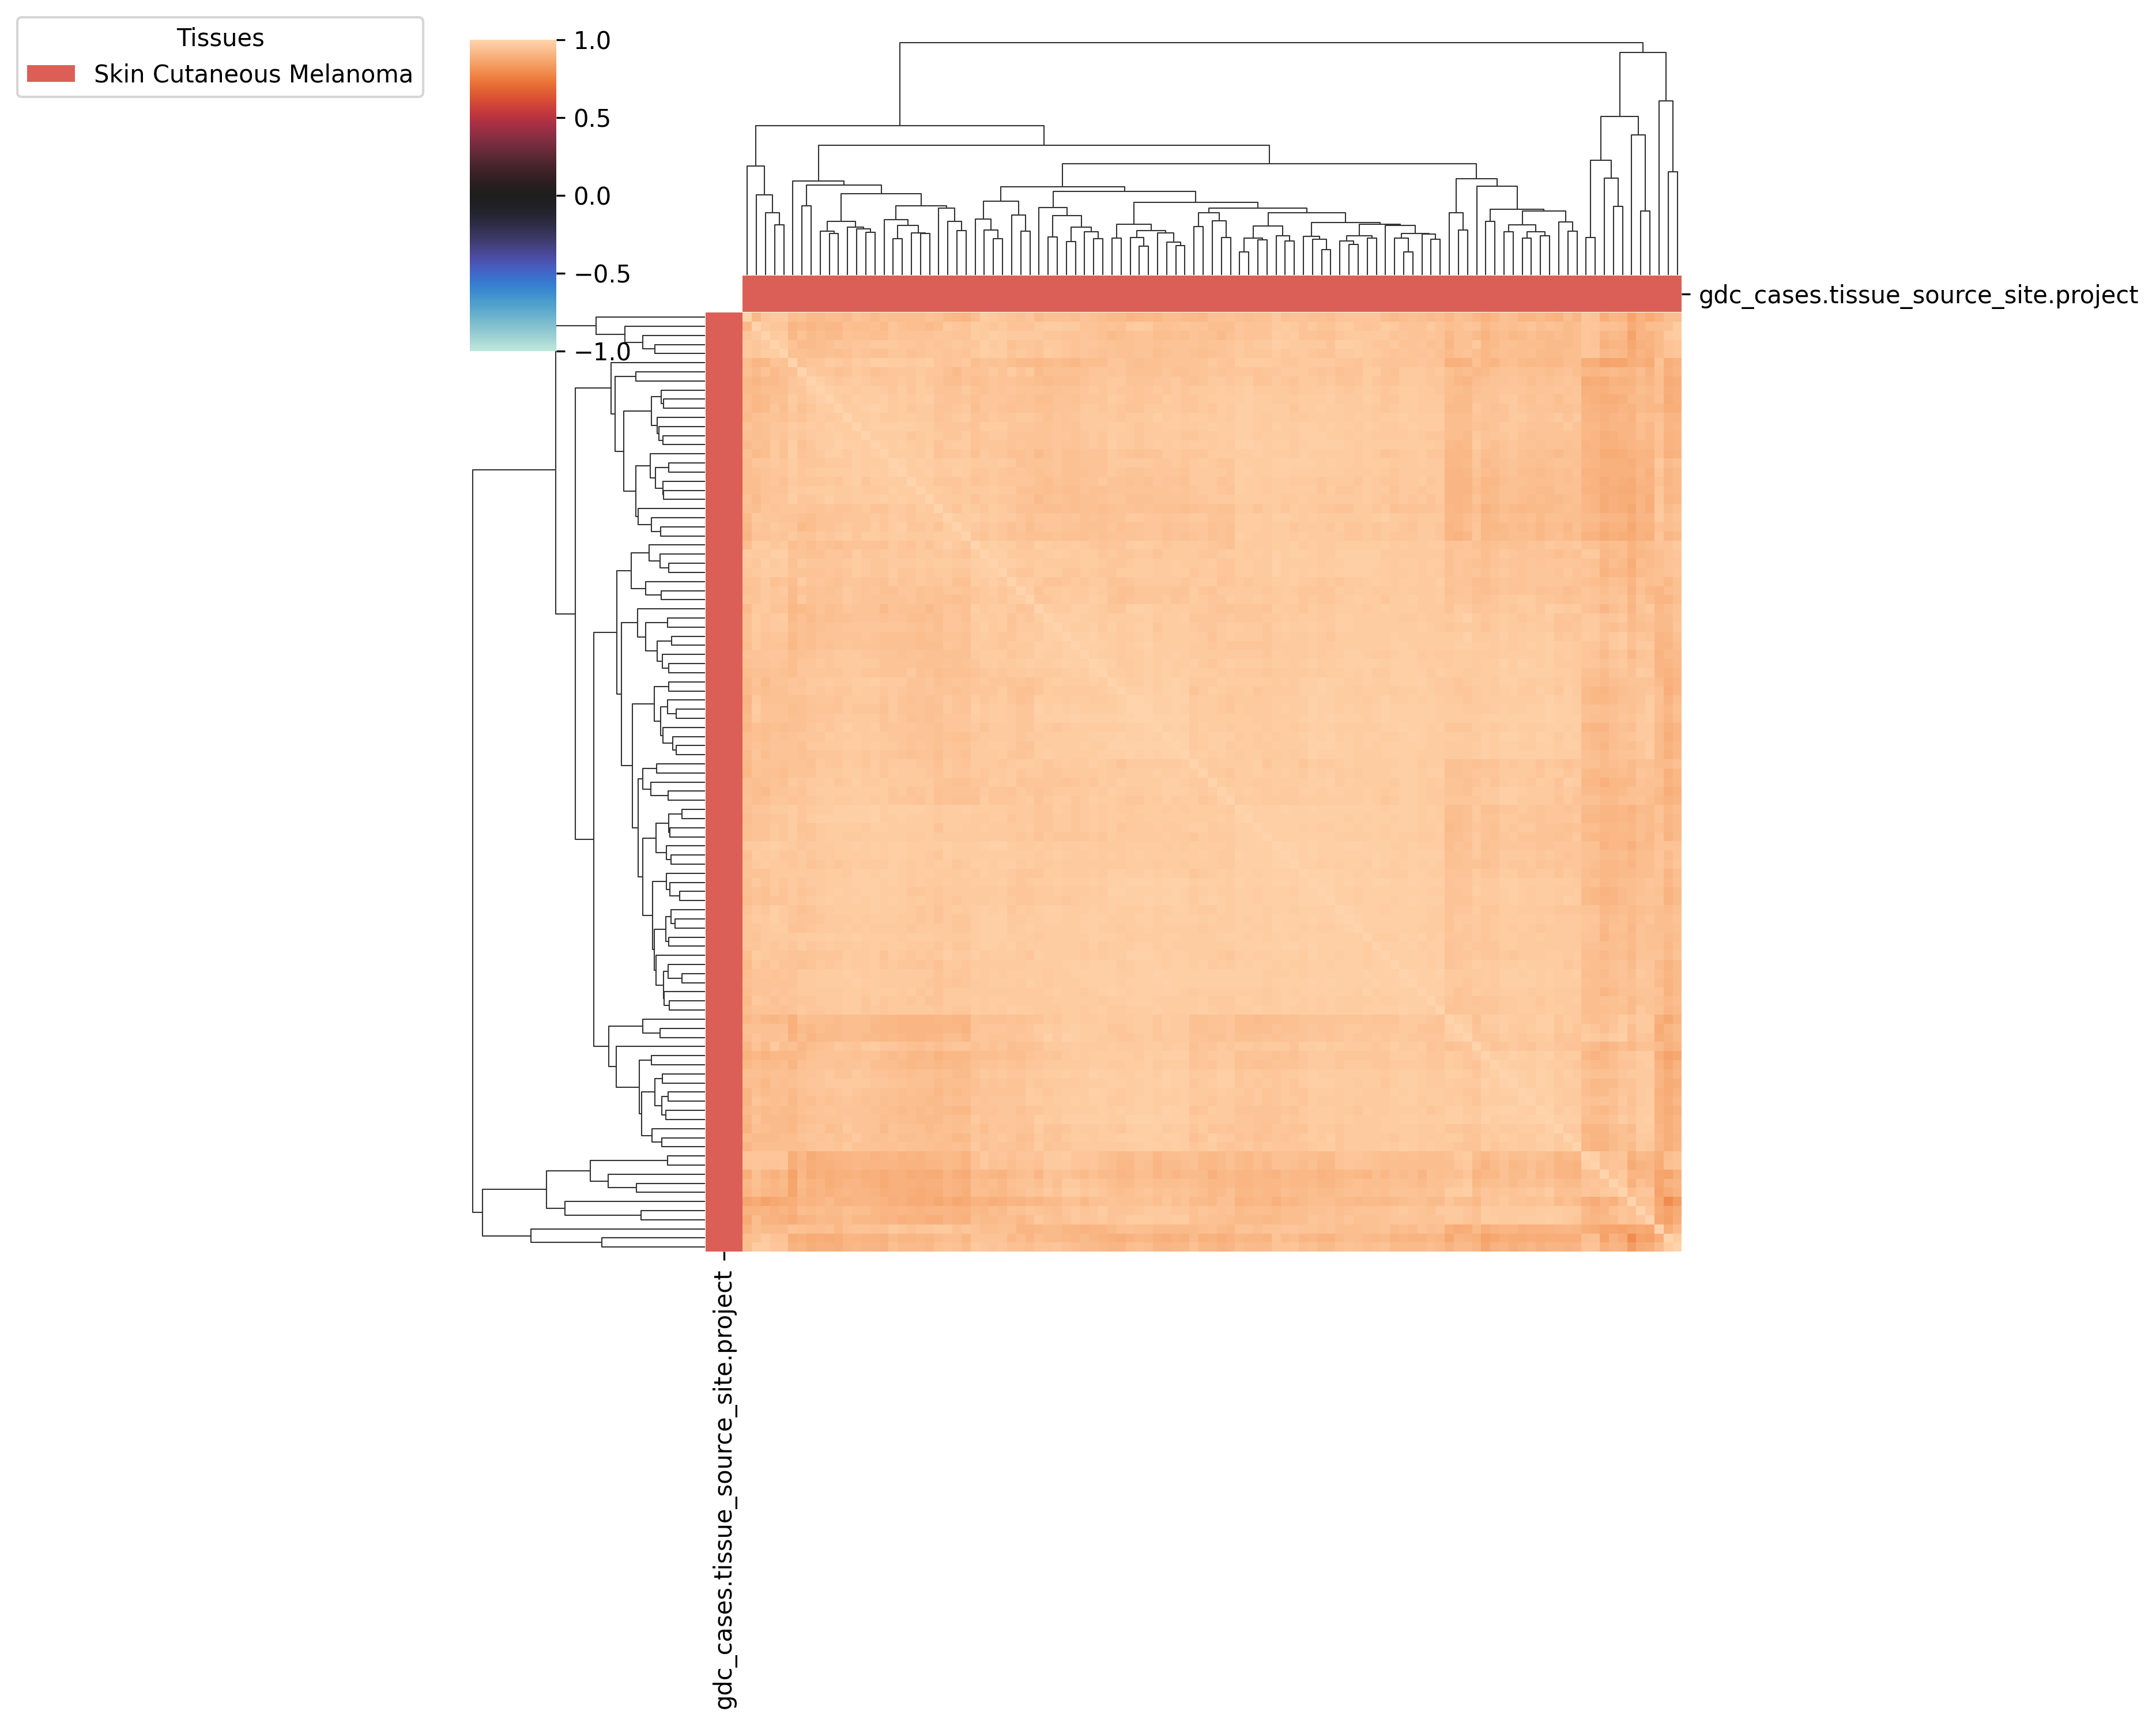 Tissues
Skin Cutaneous Melanoma
1.0
0.5
0.0
−0.5
−1.0
gdc_cases.tissue_source_site.project
gdc_cases.tissue_source_site.project